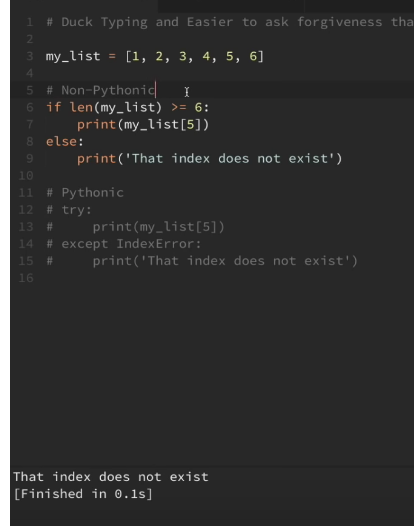 1 # Duck Typing and Easier to ask forgiveness tha
2
3 my_list = [1, 2, 3, 4, 5, 6]
4
5 # Non-Pythonic
6 if len(my_list) >= 6:
7     print(my_list[5])
8 else:
9     print('That index does not exist')
10
11 # Pythonic
12 # try:
13 #     print(my_list[5])
14 # except IndexError:
15 #     print('That index does not exist')
16
That index does not exist
[Finished in 0.1s]